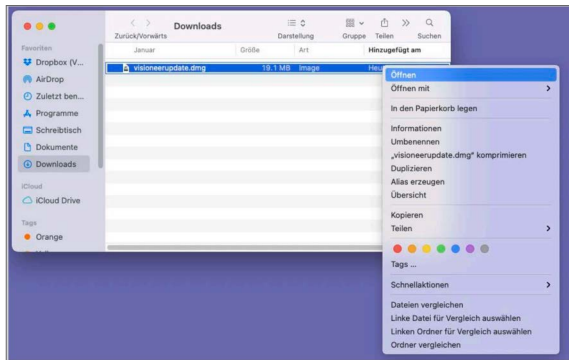 Downloads
Zurück/Vorwärts
Darstellung
Gruppe
Teilen
Suchen
Januar
Größe
Art
Hinzugefügt am
visioneerupdate.dmg
19.1 MB
Image
Favoriten
Dropbox (V...
AirDrop
Zuletzt ben...
Programme
Schreibtisch
Dokumente
Downloads
iCloud
iCloud Drive
Tags
Orange
Öffnen
Öffnen mit
In den Papierkorb legen
Informationen
Umbenennen
„visioneerupdate.dmg" komprimieren
Duplizieren
Alias erzeugen
Übersicht
Kopieren
Teilen
Tags ...
Schnellaktionen
Dateien vergleichen
Linke Datei für Vergleich auswählen
Linken Ordner für Vergleich auswählen
Ordner vergleichen